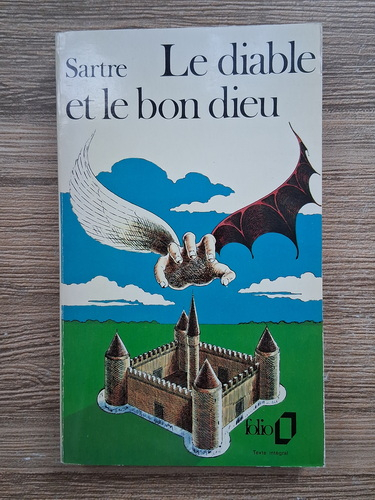 Sartre Le diable
et le bon dieu
folio
Texte intégral